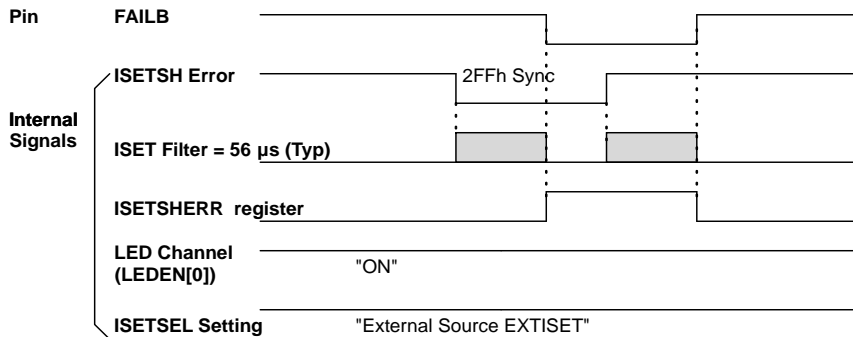 Pin FAILB
ISETSH Error 2FFh Sync
Internal
Signals
ISET Filter = 56 µs (Typ)
ISETSHERR register
LED Channel
(LEDEN[0])
"ON"
ISETSEL Setting "External Source EXTISET"